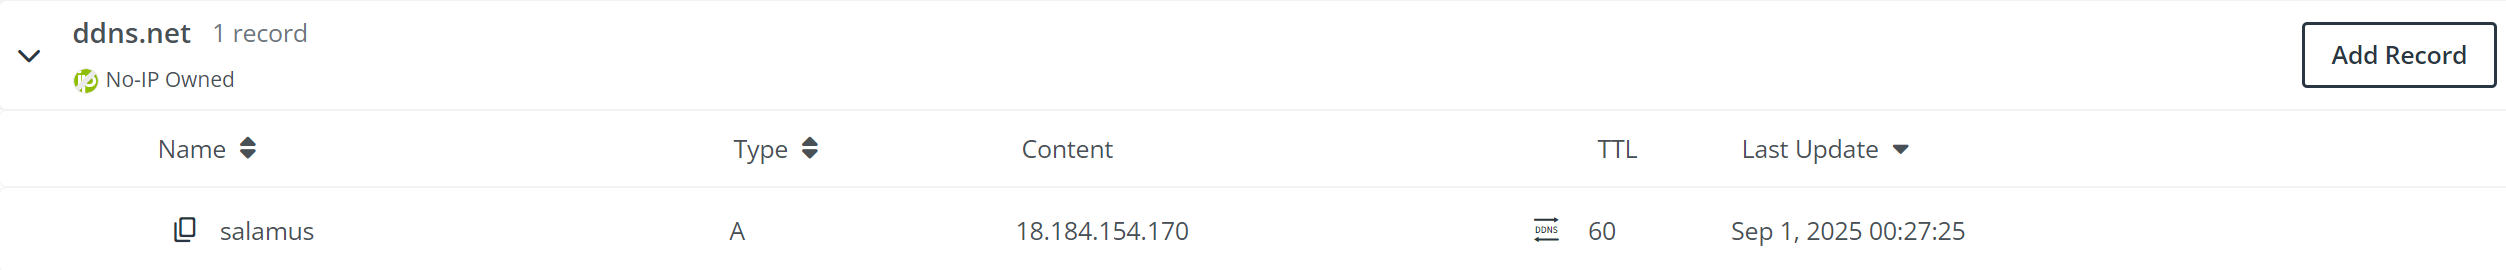 ddns.net 1 record
No-IP Owned
Add Record
Name Type Content TTL Last Update
salamus A 18.184.154.170 DDNS 60 Sep 1, 2025 00:27:25